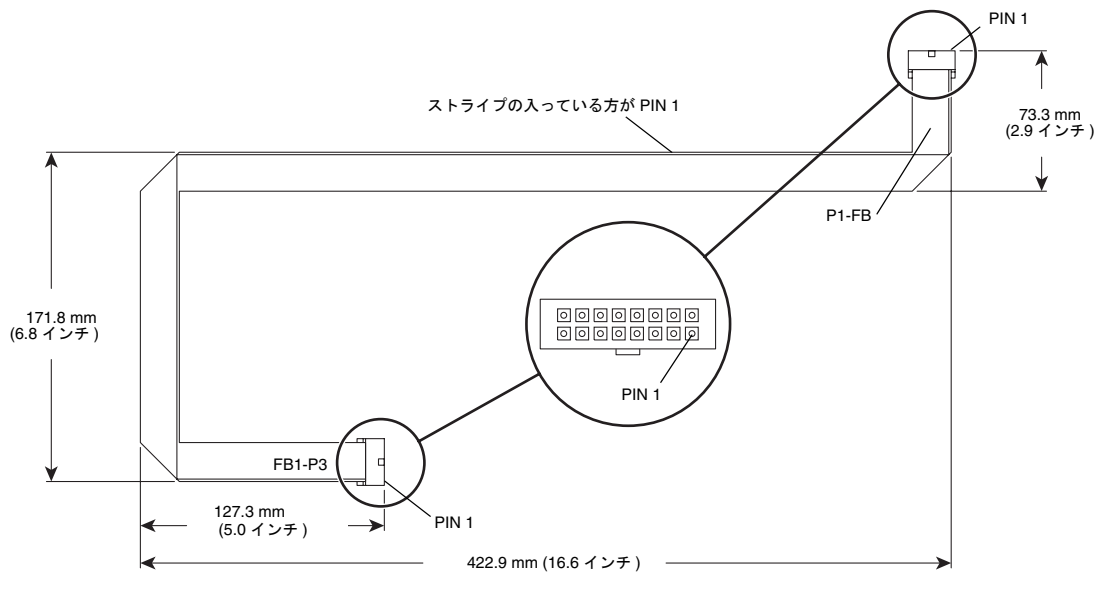 PIN 1
ストライプの入っている方が PIN 1
73.3 mm
(2.9 インチ )
P1-FB
171.8 mm
(6.8 インチ )
PIN 1
FB1-P3
127.3 mm
(5.0 インチ )
PIN 1
422.9 mm (16.6 インチ )